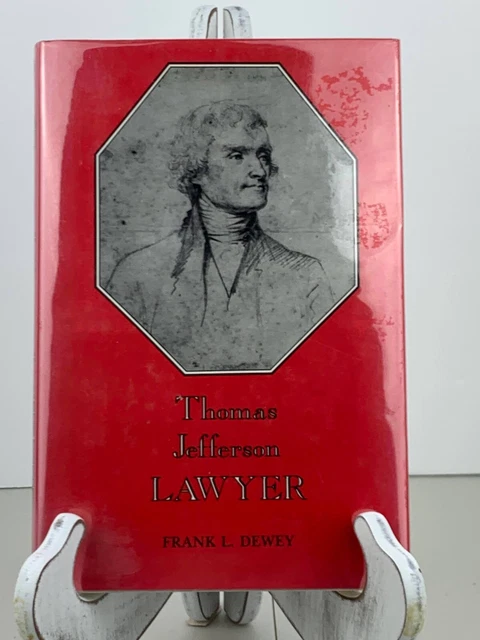 Thomas
Jefferson
LAWYER
FRANK L. DEWEY